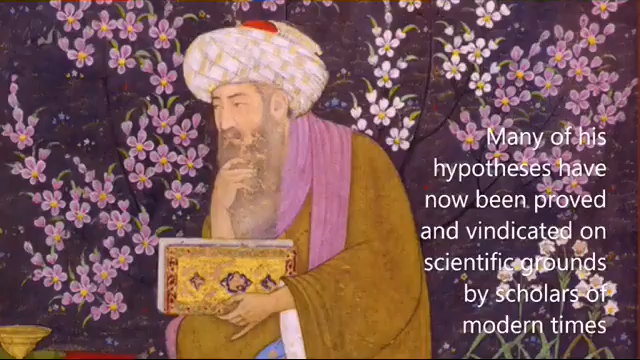 Many of his
hypotheses have
now been proved
and vindicated on
scientific grounds
by scholars of
modern times